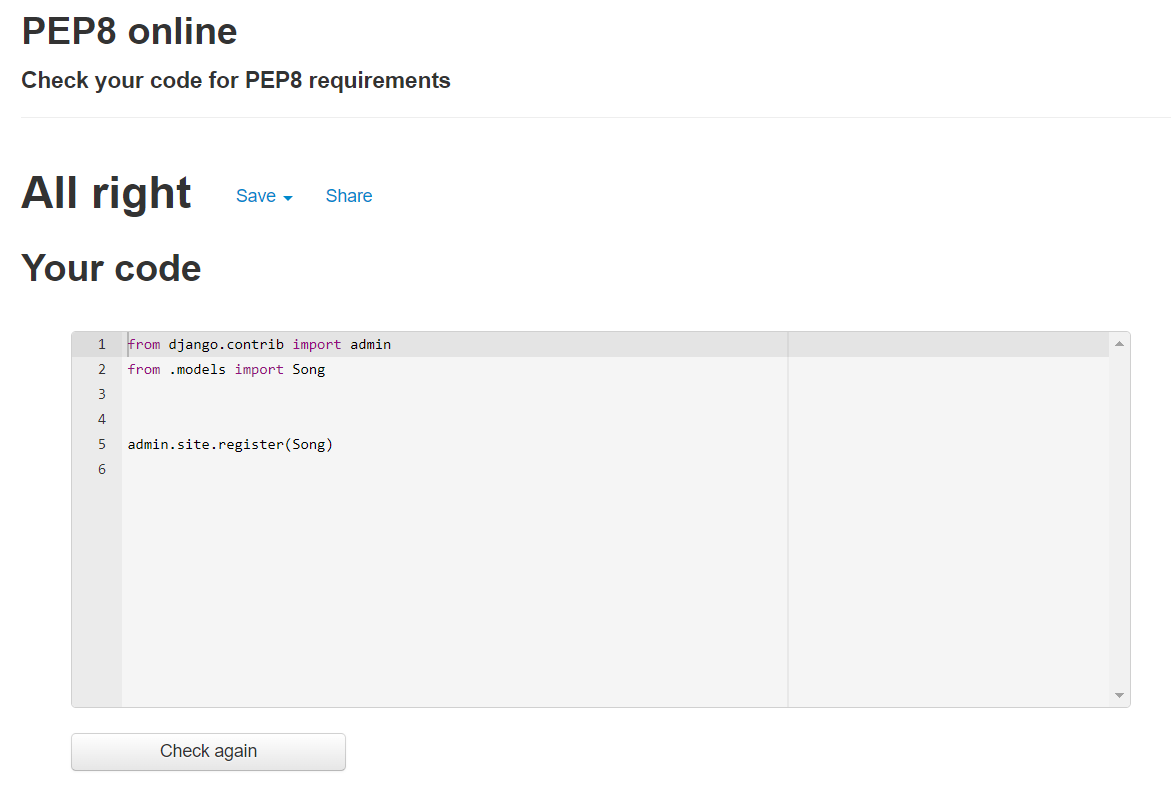 PEP8 online
Check your code for PEP8 requirements
All right Save Share
Your code
1 from django.contrib import admin
2 from .models import Song
3
4
5 admin.site.register(Song)
6
Check again